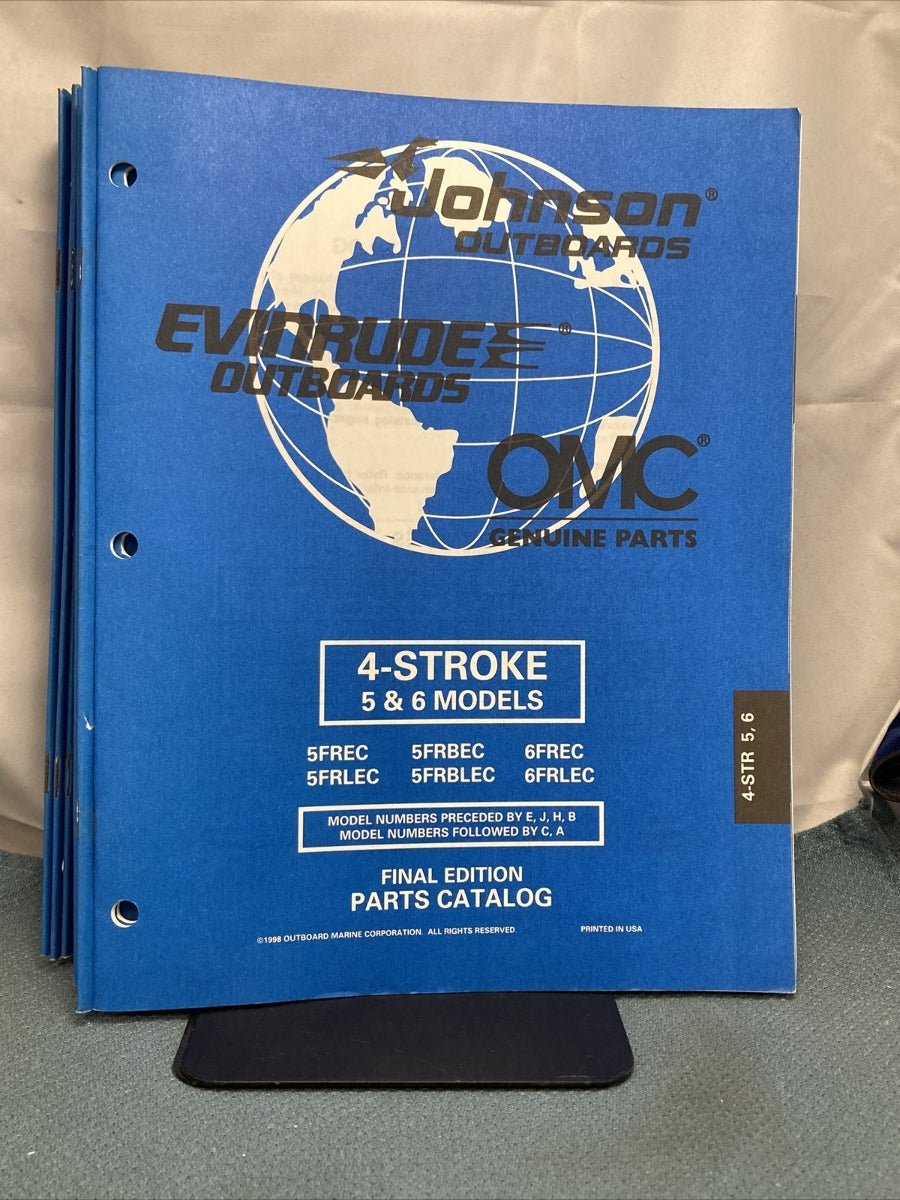 Johnson®
OUTBOARDS
EVINRUDE®
OUTBOARDS
OMC®
GENUINE PARTS
4-STROKE
5 & 6 MODELS
5FREC 5FRBEC 6FREC
5FRLEC 5FRBLEC 6FRLEC
MODEL NUMBERS PRECEDED BY E, J, H, B
MODEL NUMBERS FOLLOWED BY C, A
4-STR 5, 6
FINAL EDITION
PARTS CATALOG
©1998 OUTBOARD MARINE CORPORATION. ALL RIGHTS RESERVED. PRINTED IN USA